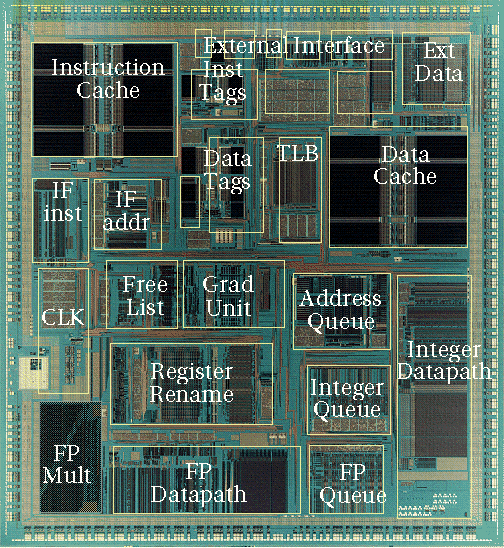 External Interface
Instruction
Cache
Inst
Tags
Ext
Data
Data
Tags
TLB
Data
Cache
IF
inst
IF
addr
CLK
Free
List
Grad
Unit
Address
Queue
Integer
Datapath
Register
Rename
Integer
Queue
FP
Mult
FP
Datapath
FP
Queue